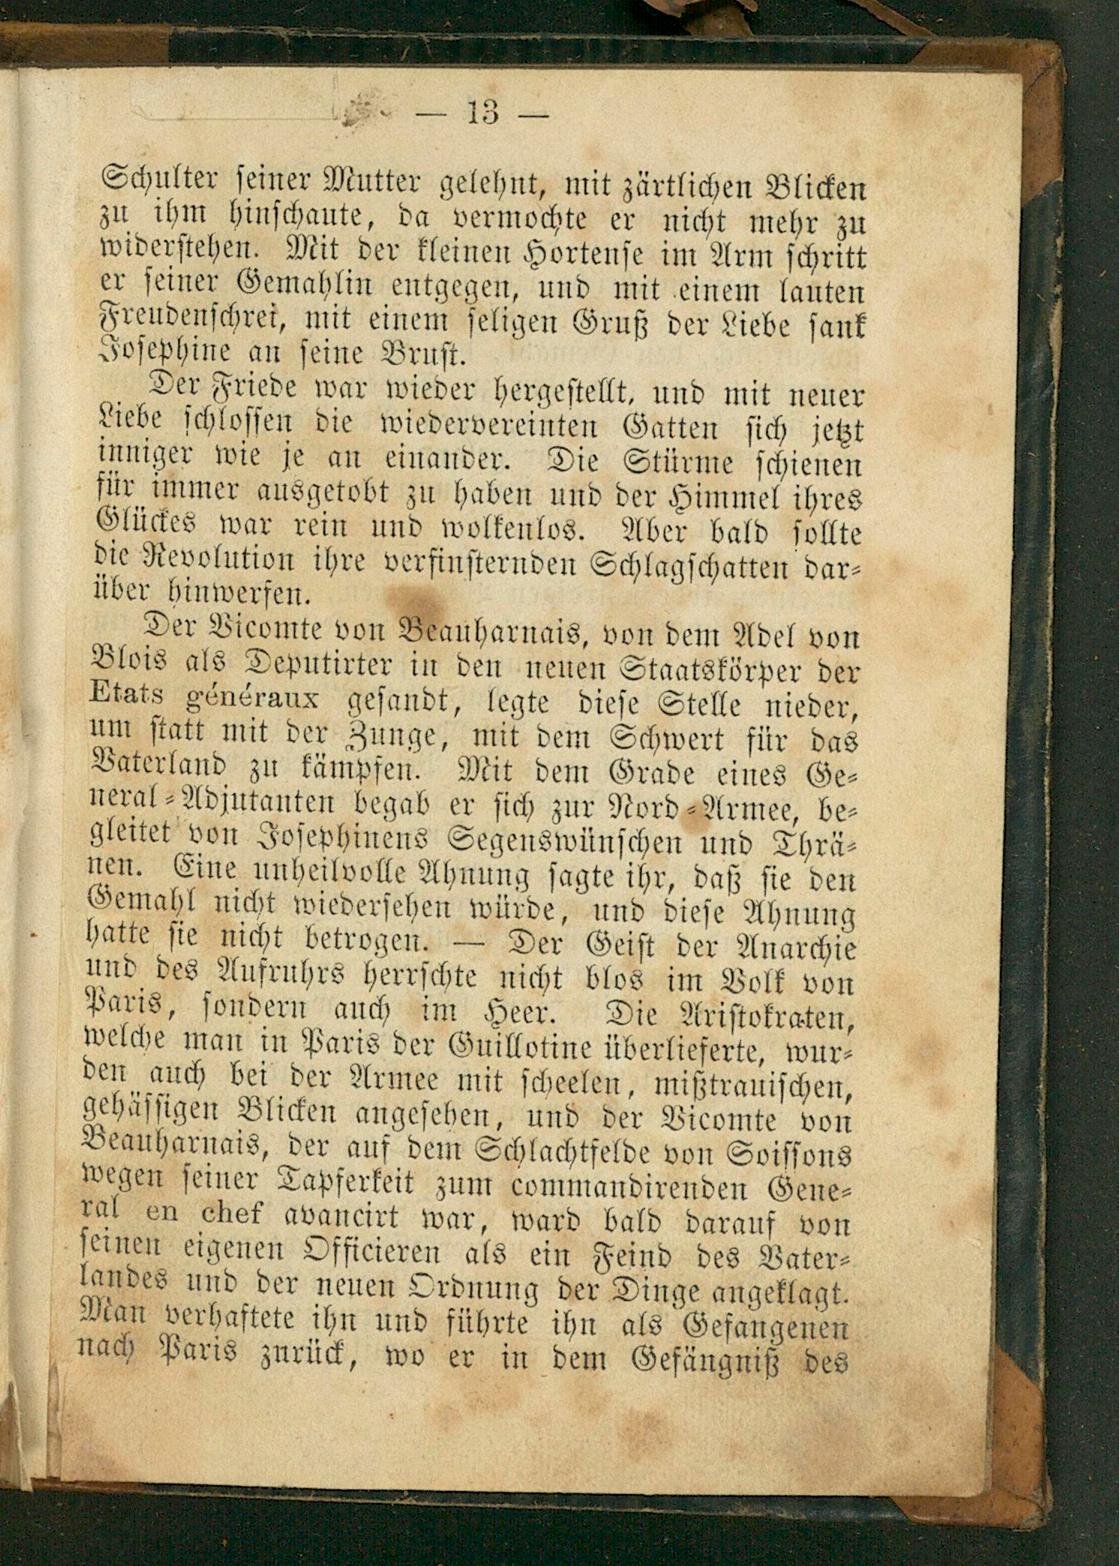 — 13 —
Schulter seiner Mutter gelehnt, mit zärtlichen Blicken
zu ihm hinschaute, da vermochte er nicht mehr zu
widerstehen. Mit der kleinen Hortense im Arm schritt
er seiner Gemahlin entgegen, und mit einem lauten
Freudenschrei, mit einem seligen Gruß der Liebe sank
Josephine an seine Brust.
Der Friede war wieder hergestellt, und mit neuer
Liebe schlossen die wiedervereinten Gatten sich jetzt
inniger wie je an einander. Die Stürme schienen
für immer ausgetobt zu haben und der Himmel ihres
Glückes war rein und wolkenlos. Aber bald sollte
die Revolution ihre verfinsternden Schlagschatten dar-
über hinwerfen.
Der Vicomte von Beauharnais, von dem Adel von
Blois als Deputirter in den neuen Staatskörper der
Etats généraux gesandt, legte diese Stelle nieder,
um statt mit der Zunge, mit dem Schwert für das
Vaterland zu kämpfen. Mit dem Grade eines Ge-
neral-Adjutanten begab er sich zur Nord-Armee, be-
gleitet von Josephinens Segenswünschen und Thrä-
nen. Eine unheilvolle Ahnung sagte ihr, daß sie den
Gemahl nicht wiedersehen würde, und diese Ahnung
hatte sie nicht betrogen. — Der Geist der Anarchie
und des Aufruhrs herrschte nicht blos im Volk von
Paris, sondern auch im Heer. Die Aristokraten,
welche man in Paris der Guillotine überlieferte, wur-
den auch bei der Armee mit scheelen, mißtrauischen,
gehässigen Blicken angesehen, und der Vicomte von
Beauharnais, der auf dem Schlachtfelde von Soissons
wegen seiner Tapferkeit zum commandirenden Gene-
ral en chef avancirt war, ward bald darauf von
seinen eigenen Officieren als ein Feind des Vater-
landes und der neuen Ordnung der Dinge angeklagt.
Man verhaftete ihn und führte ihn als Gefangenen
nach Paris zurück, wo er in dem Gefängniß des